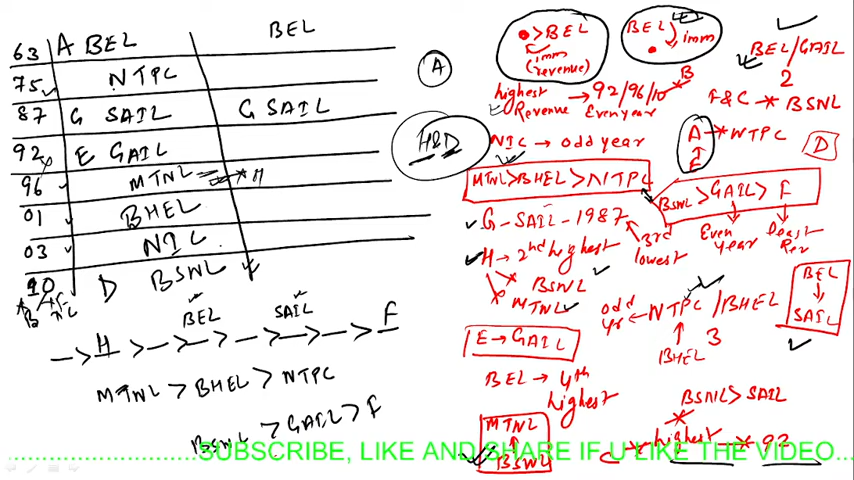 63 A BEL BEL
75 NTPC
87 G SAIL G SAIL
92 E GAIL
96 MTNL H
01 BHEL
03 NIC
10 D BSNL
B
BEL SAIL
— > H > — > — > — > — > — > F
MTNL > BHEL > NTPC
BSNL > GAIL > F
A
H&D
> BEL
imm
(revenue)
BEL
imm
BEL/GAIL
2
highest
Revenue → 92/96/10 B
Even year
F&C → BSNL
NIC → odd year
A → NTPC
D
MTNL > BHEL > NTPC
BSNL > GAIL > F
Even
year
least
Rev
G - SAIL - 1987
3rd
lowest
H → 2nd highest
BSNL
MTNL
odd
yr ← NTPC / BHEL
BHEL 3
BEL
SAIL
E → GAIL
BEL → 4th
highest
BSNL > SAIL
MTNL
BSNL
C highest 92
SUBSCRIBE, LIKE AND SHARE IF U LIKE THE VIDEO